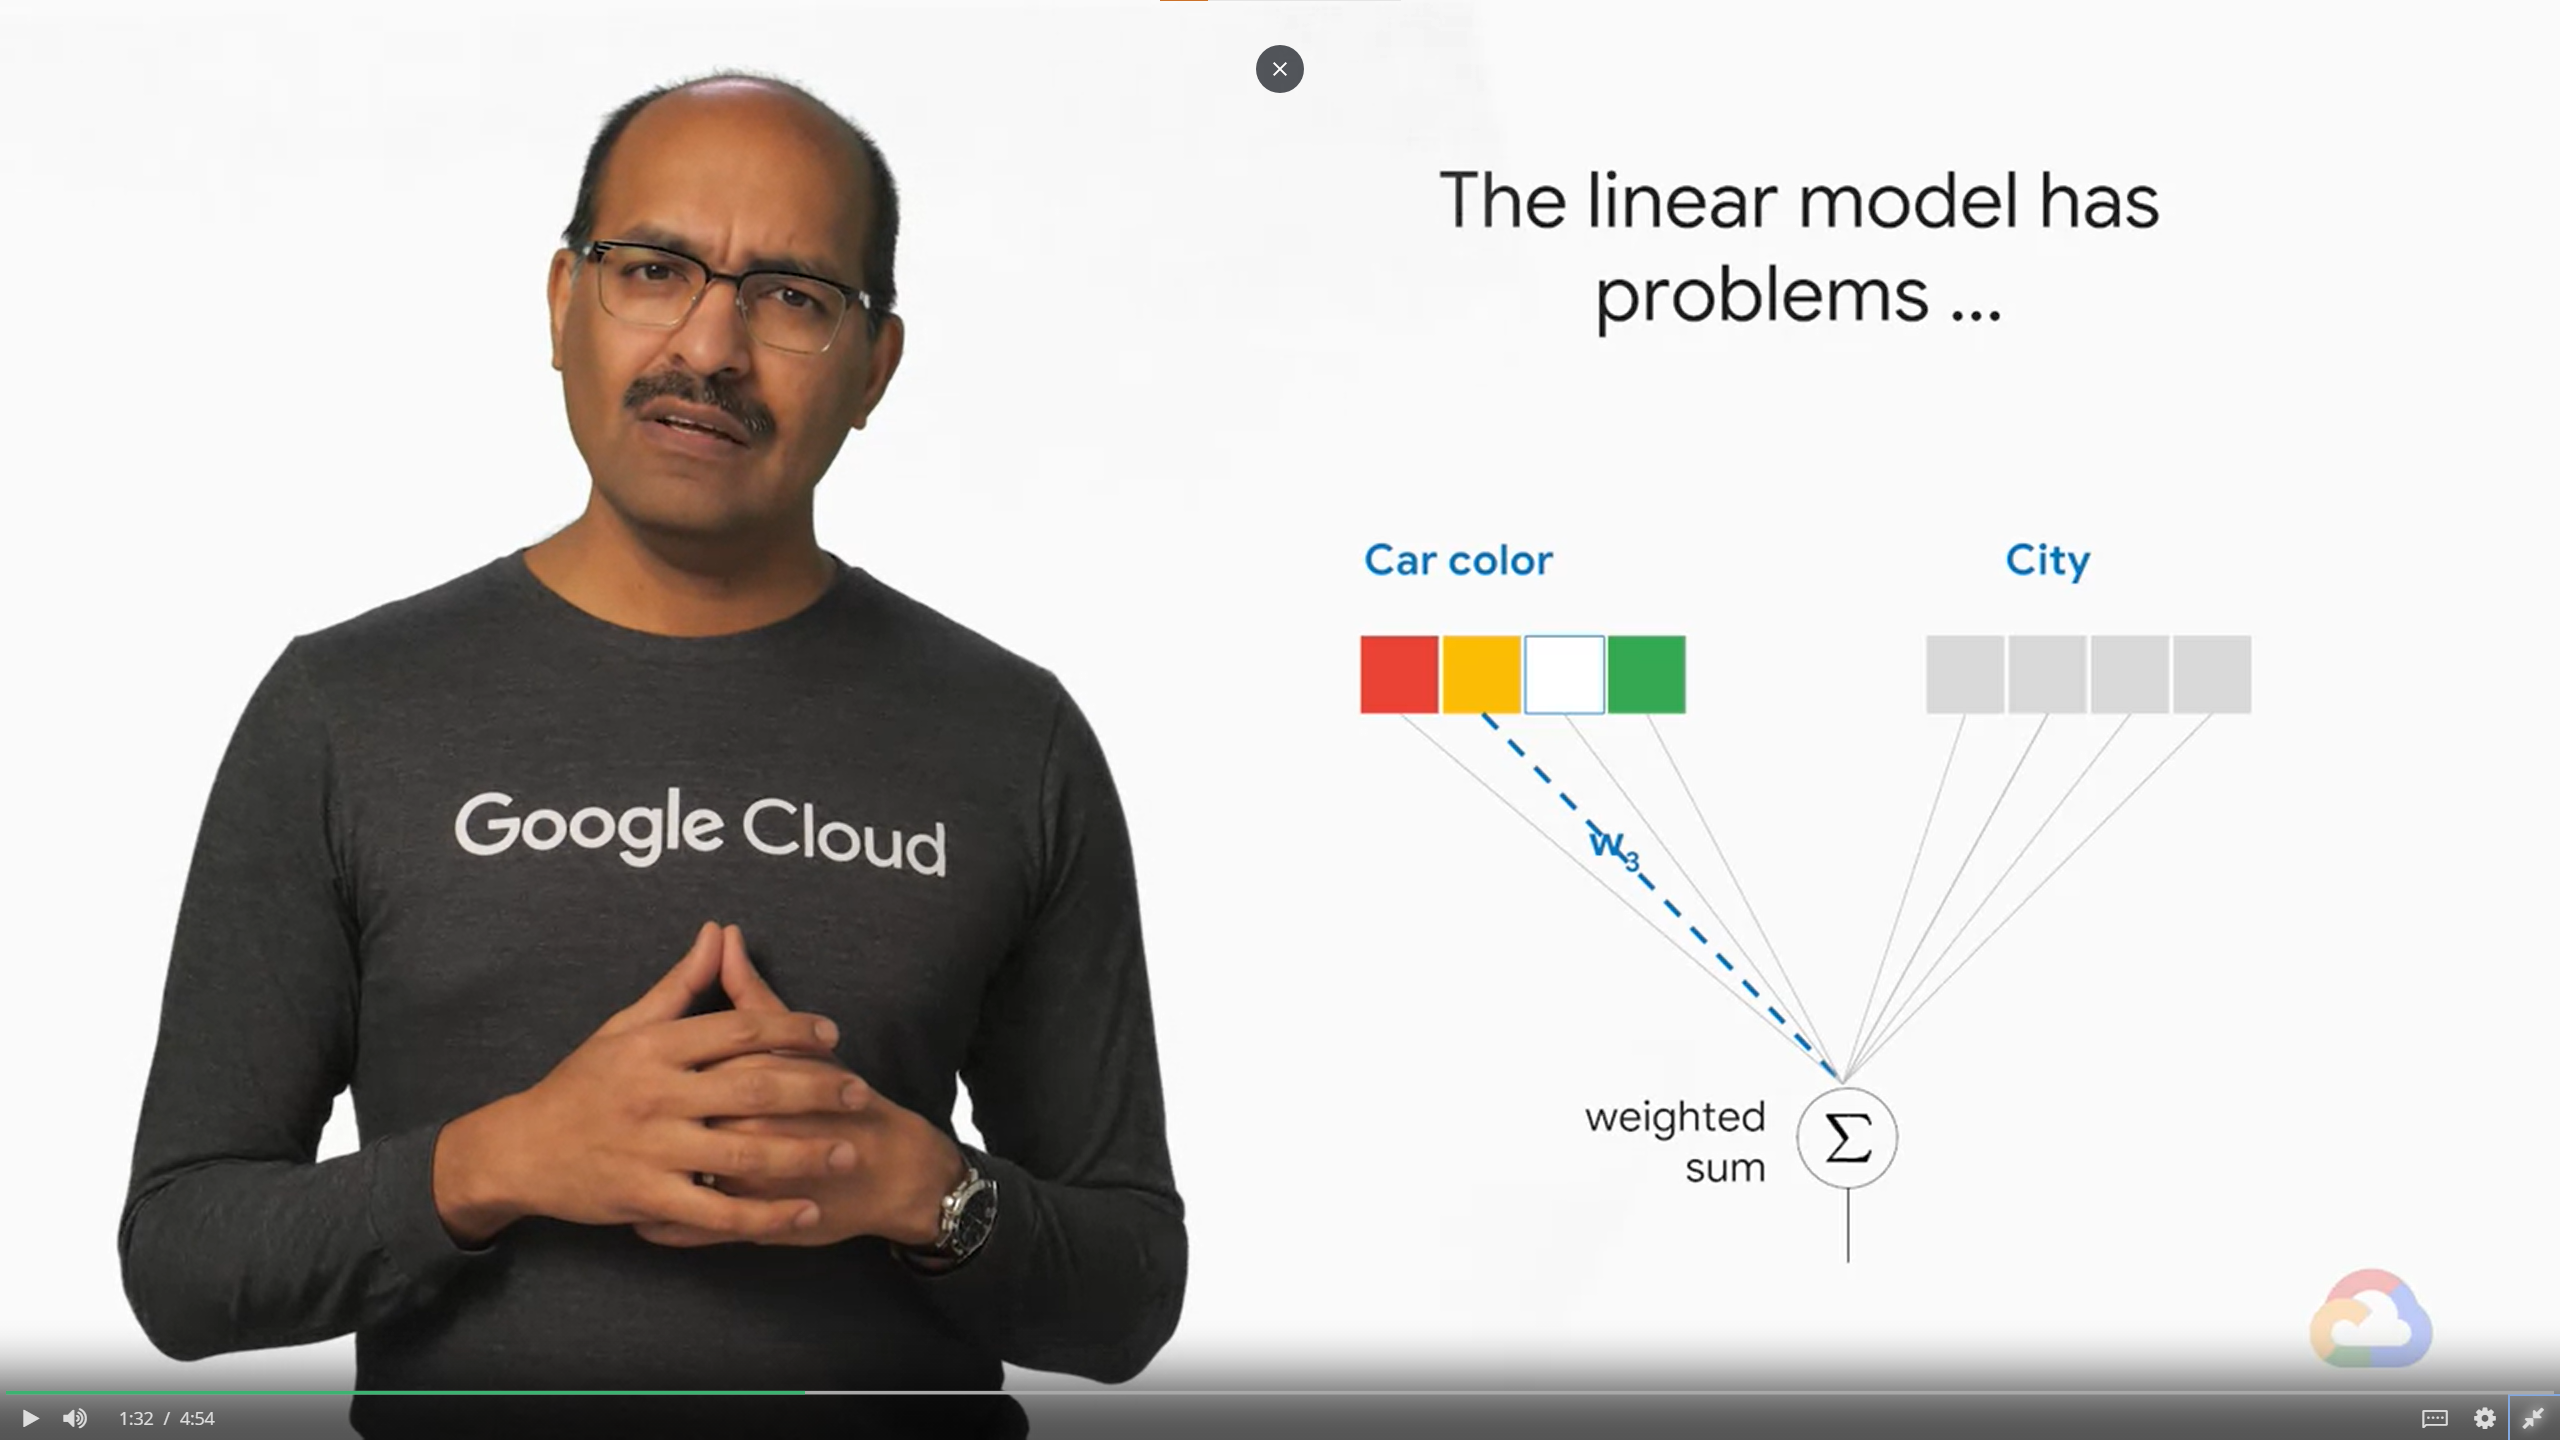 The linear model has
problems ...
Car color
City
Google Cloud
w3
weighted
sum
Σ
1:32 / 4:54